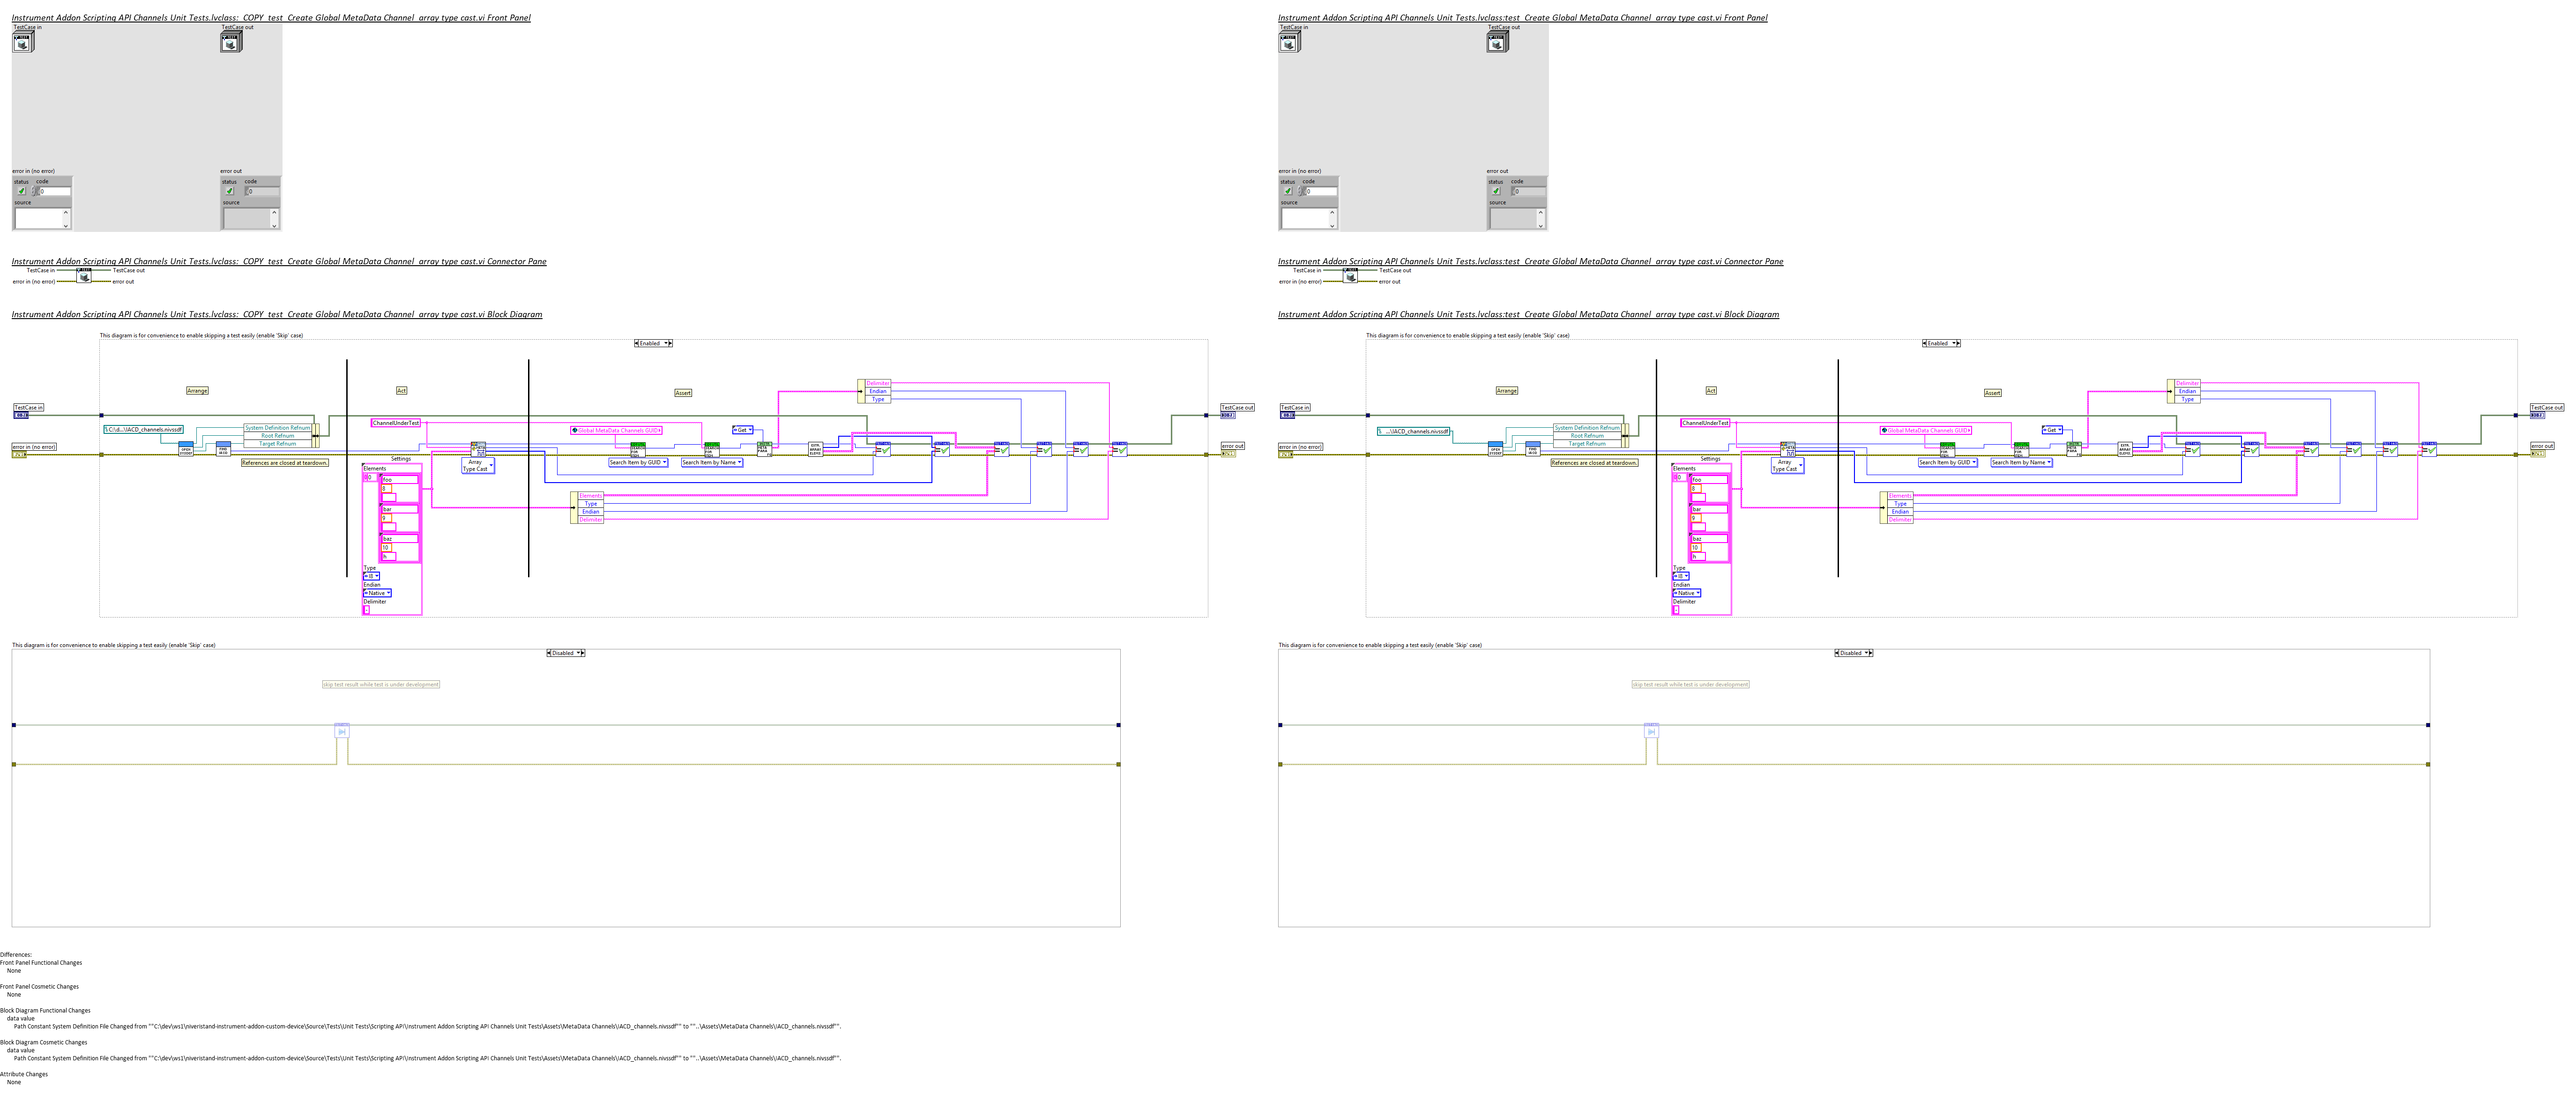 Instrument Addon Scripting API Channels Unit Tests.lvclass:_COPY_test_Create Global MetaData Channel_array type cast.vi Front Panel
TestCase in
TestCase out
error in (no error)
status code
0
source
error out
status code
0
source
Instrument Addon Scripting API Channels Unit Tests.lvclass:_COPY_test_Create Global MetaData Channel_array type cast.vi Connector Pane
TestCase in
TestCase out
error in (no error)
error out
Instrument Addon Scripting API Channels Unit Tests.lvclass:_COPY_test_Create Global MetaData Channel_array type cast.vi Block Diagram
This diagram is for convenience to enable skipping a test easily (enable 'Skip' case)
Enabled
Arrange
Act
Assert
Delimiter
Endian
Type
TestCase in
TestCase out
ChannelUnderTest
C:\d...\IACD_channels.nivssdf
System Definition Refnum
Root Refnum
Target Refnum
Global MetaData Channels GUID
Get
error in (no error)
error out
References are closed at teardown.
Settings
Array
Type Cast
Search Item by GUID
Search Item by Name
Elements
0
foo
8
bar
9
baz
10
h
Type
I8
Endian
Native
Delimiter
Elements
Type
Endian
Delimiter
This diagram is for convenience to enable skipping a test easily (enable 'Skip' case)
Disabled
skip test result while test is under development
Instrument Addon Scripting API Channels Unit Tests.lvclass:test_Create Global MetaData Channel_array type cast.vi Front Panel
TestCase in
TestCase out
error in (no error)
status code
0
source
error out
status code
0
source
Instrument Addon Scripting API Channels Unit Tests.lvclass:test_Create Global MetaData Channel_array type cast.vi Connector Pane
TestCase in
TestCase out
error in (no error)
error out
Instrument Addon Scripting API Channels Unit Tests.lvclass:test_Create Global MetaData Channel_array type cast.vi Block Diagram
This diagram is for convenience to enable skipping a test easily (enable 'Skip' case)
Enabled
Arrange
Act
Assert
Delimiter
Endian
Type
TestCase in
TestCase out
ChannelUnderTest
...\IACD_channels.nivssdf
System Definition Refnum
Root Refnum
Target Refnum
Global MetaData Channels GUID
Get
error in (no error)
error out
References are closed at teardown.
Settings
Array
Type Cast
Search Item by GUID
Search Item by Name
Elements
0
foo
8
bar
9
baz
10
h
Type
I8
Endian
Native
Delimiter
Elements
Type
Endian
Delimiter
This diagram is for convenience to enable skipping a test easily (enable 'Skip' case)
Disabled
skip test result while test is under development
Differences:
Front Panel Functional Changes
None
Front Panel Cosmetic Changes
None
Block Diagram Functional Changes
data value
Path Constant System Definition File Changed from ""C:\dev\ws1\niveristand-instrument-addon-custom-device\Source\Tests\Unit Tests\Scripting API\Instrument Addon Scripting API Channels Unit Tests\Assets\MetaData Channels\IACD_channels.nivssdf"" to ""..\Assets\MetaData Channels\IACD_channels.nivssdf"".
Block Diagram Cosmetic Changes
data value
Path Constant System Definition File Changed from ""C:\dev\ws1\niveristand-instrument-addon-custom-device\Source\Tests\Unit Tests\Scripting API\Instrument Addon Scripting API Channels Unit Tests\Assets\MetaData Channels\IACD_channels.nivssdf"" to ""..\Assets\MetaData Channels\IACD_channels.nivssdf"".
Attribute Changes
None